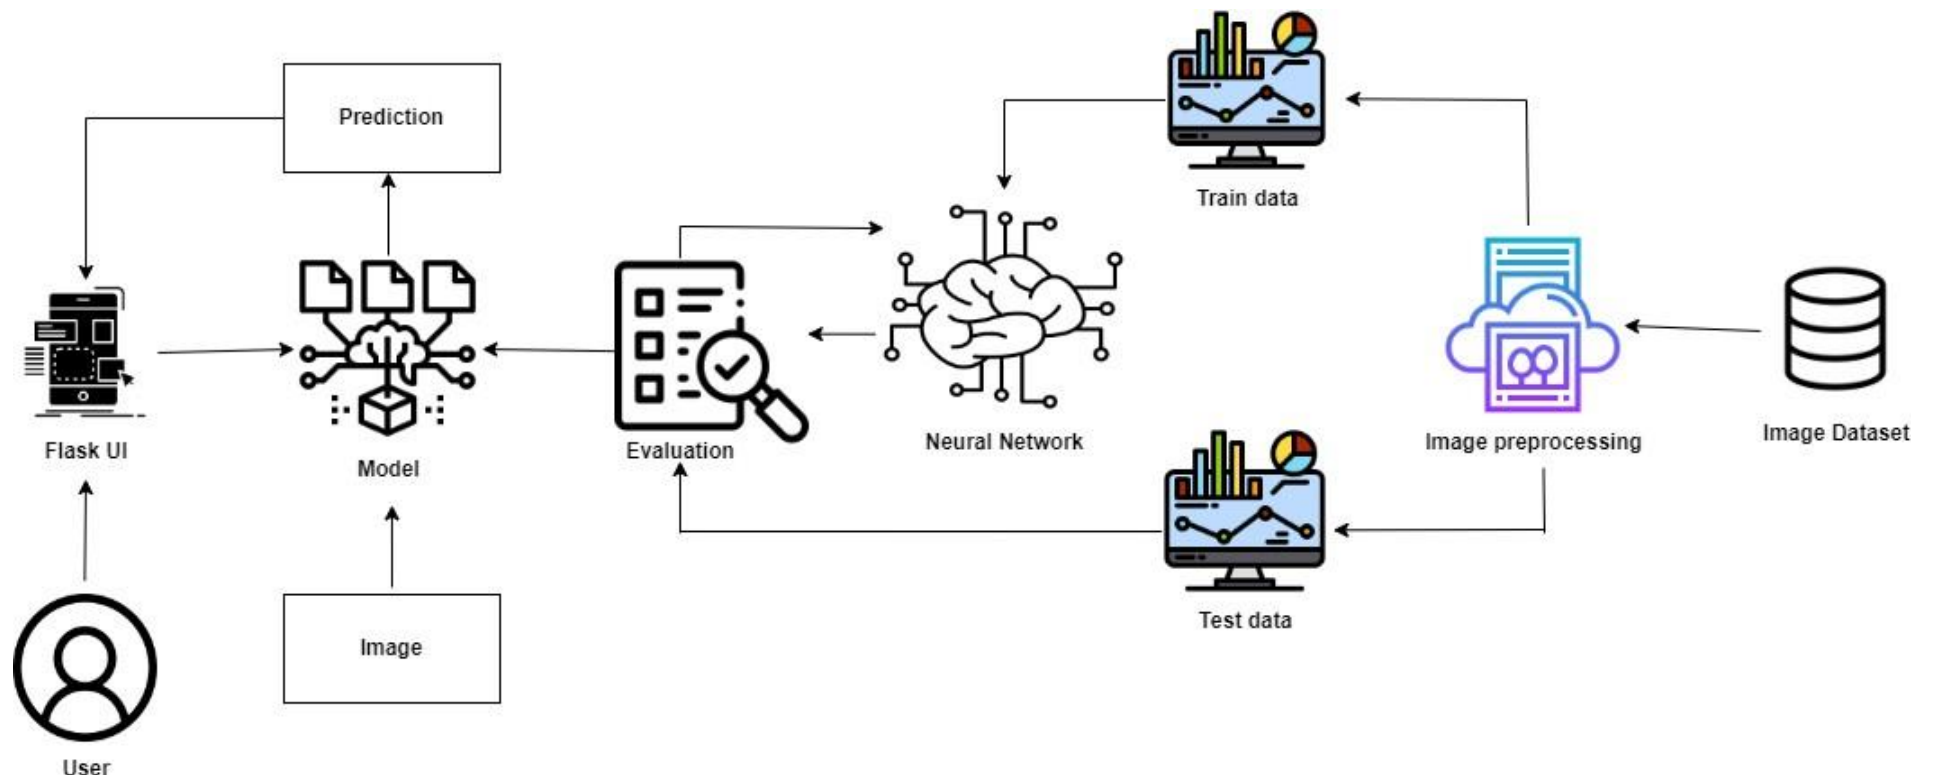 Prediction
Train data
Flask UI
Model
Evaluation
Neural Network
Image preprocessing
Image Dataset
Test data
Image
User